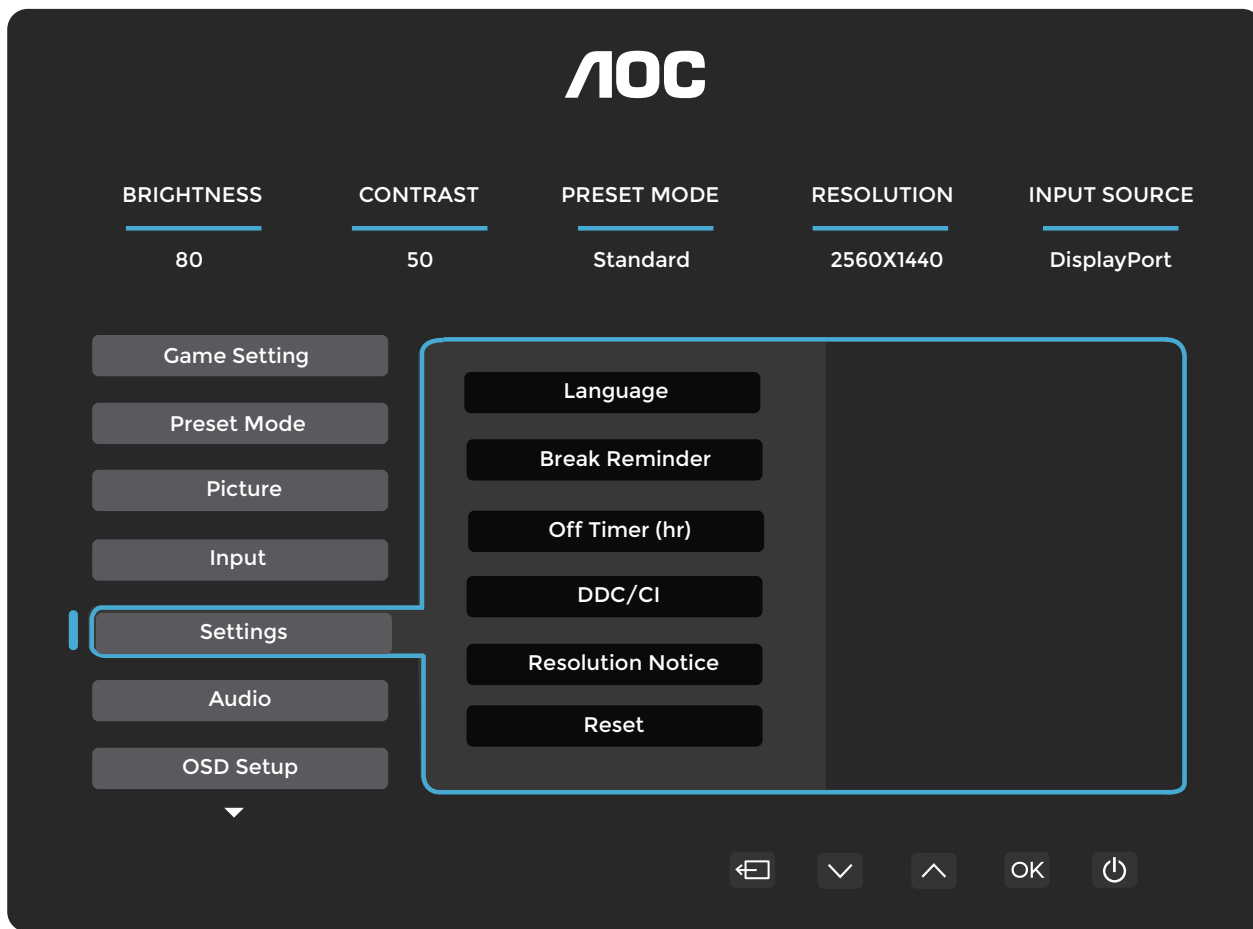 AOC
BRIGHTNESS CONTRAST PRESET MODE RESOLUTION INPUT SOURCE
80 50 Standard 2560X1440 DisplayPort
Game Setting
Preset Mode
Picture
Input
Settings
Audio
OSD Setup
Language
Break Reminder
Off Timer (hr)
DDC/CI
Resolution Notice
Reset
OK